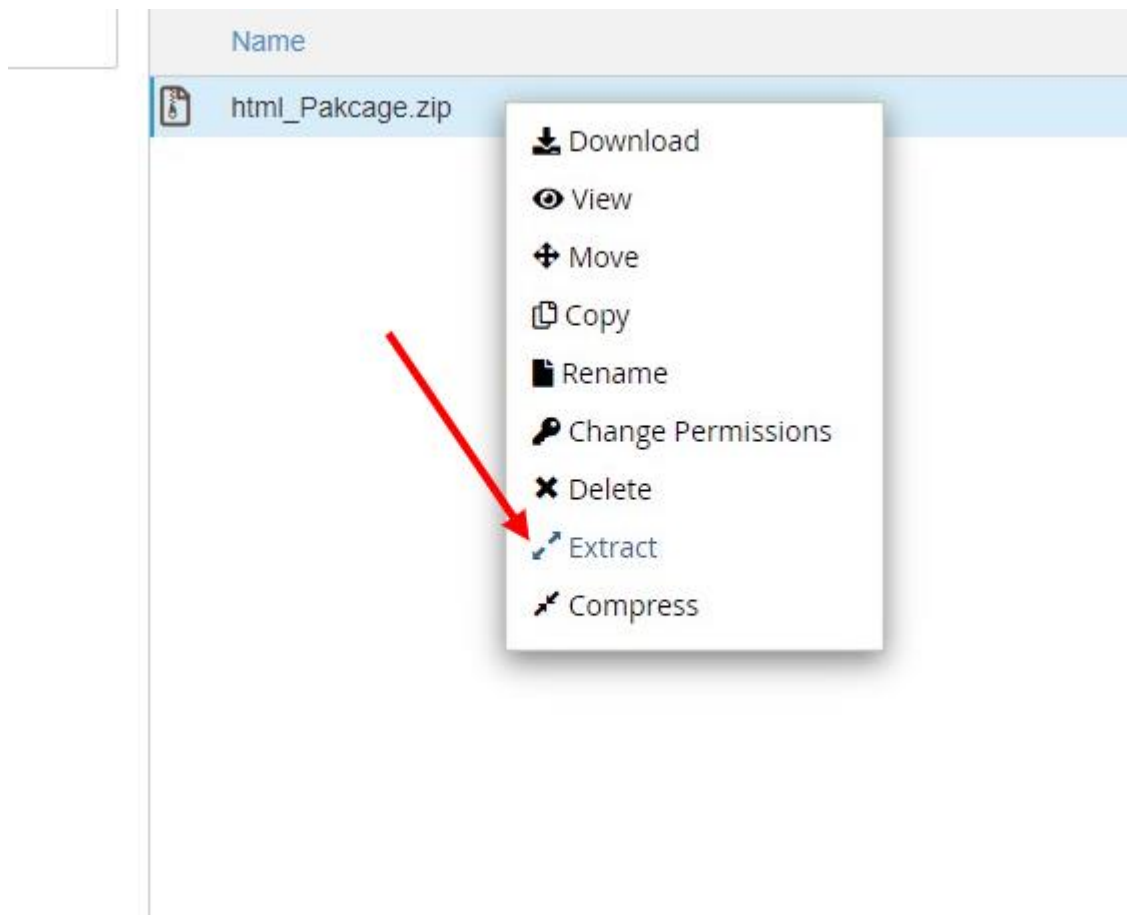 Name
html_Pakcage.zip
Download
View
Move
Copy
Rename
Change Permissions
Delete
Extract
Compress